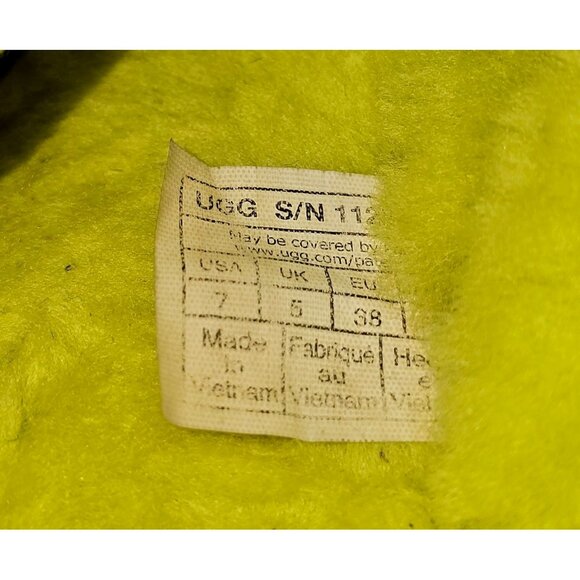 UGG S/N 112
May be covered by
www.ugg.com/pat
USA UK EU
7 5 38
Made in Vietnam
Fabriqué au Vietnam